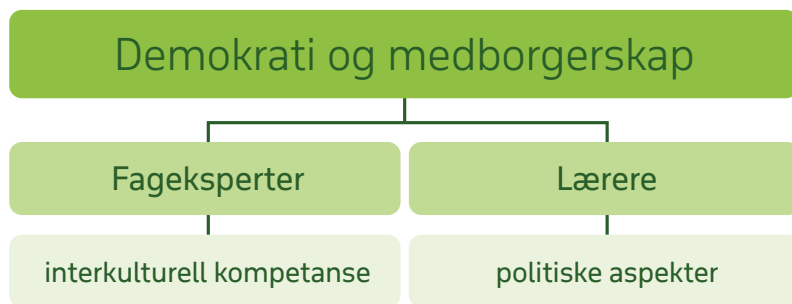 Demokrati og medborgerskap
Fageksperter
Lærere
interkulturell kompetanse
politiske aspekter